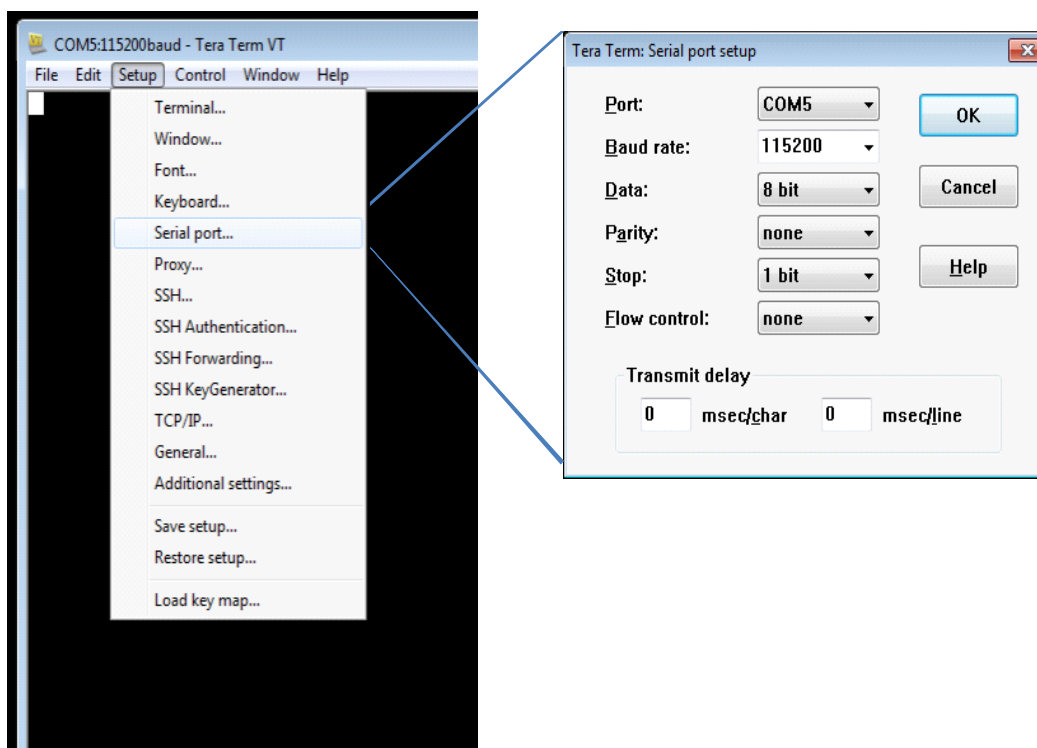 COM5:115200baud - Tera Term VT
File Edit Setup Control Window Help
Terminal...
Window...
Font...
Keyboard...
Serial port...
Proxy...
SSH...
SSH Authentication...
SSH Forwarding...
SSH KeyGenerator...
TCP/IP...
General...
Additional settings...
Save setup...
Restore setup...
Load key map...
Tera Term: Serial port setup
Port: COM5 OK
Baud rate: 115200
Data: 8 bit Cancel
Parity: none
Stop: 1 bit Help
Flow control: none
Transmit delay
0 msec/char 0 msec/line